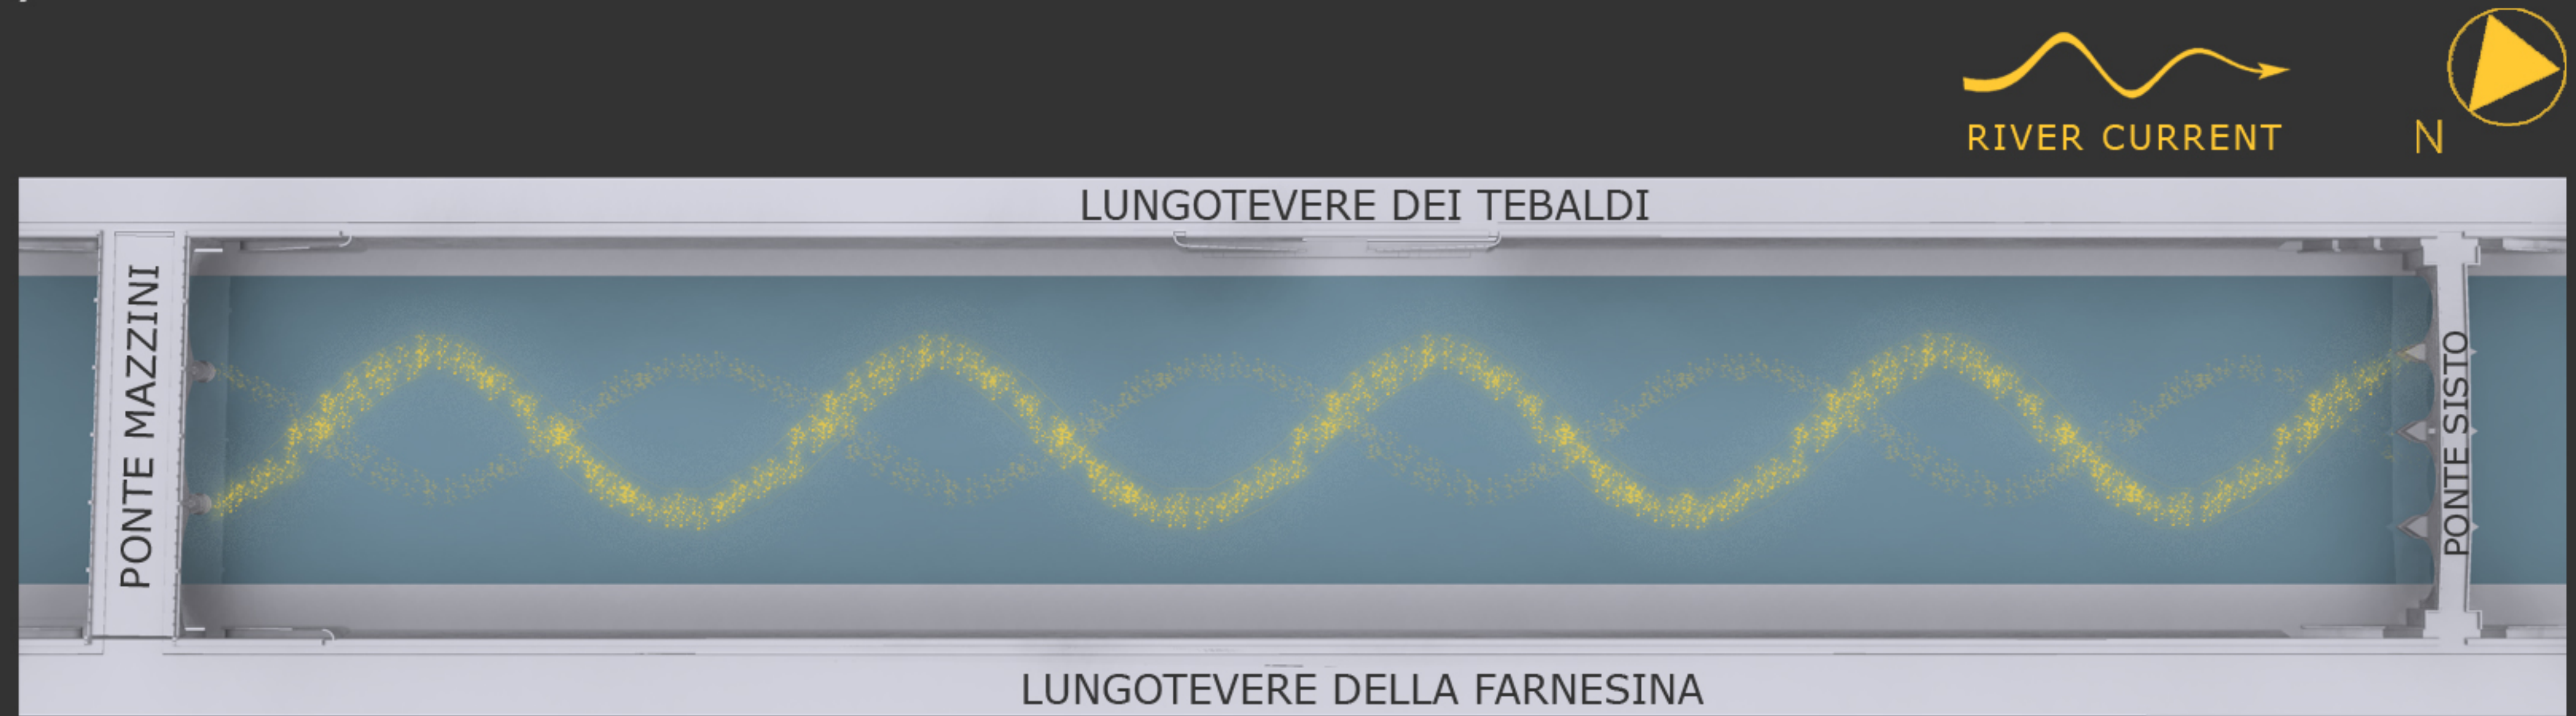 RIVER CURRENT
N
LUNGOTEVERE DEI TEBALDI
PONTE MAZZINI
PONTE SISTO
LUNGOTEVERE DELLA FARNESINA